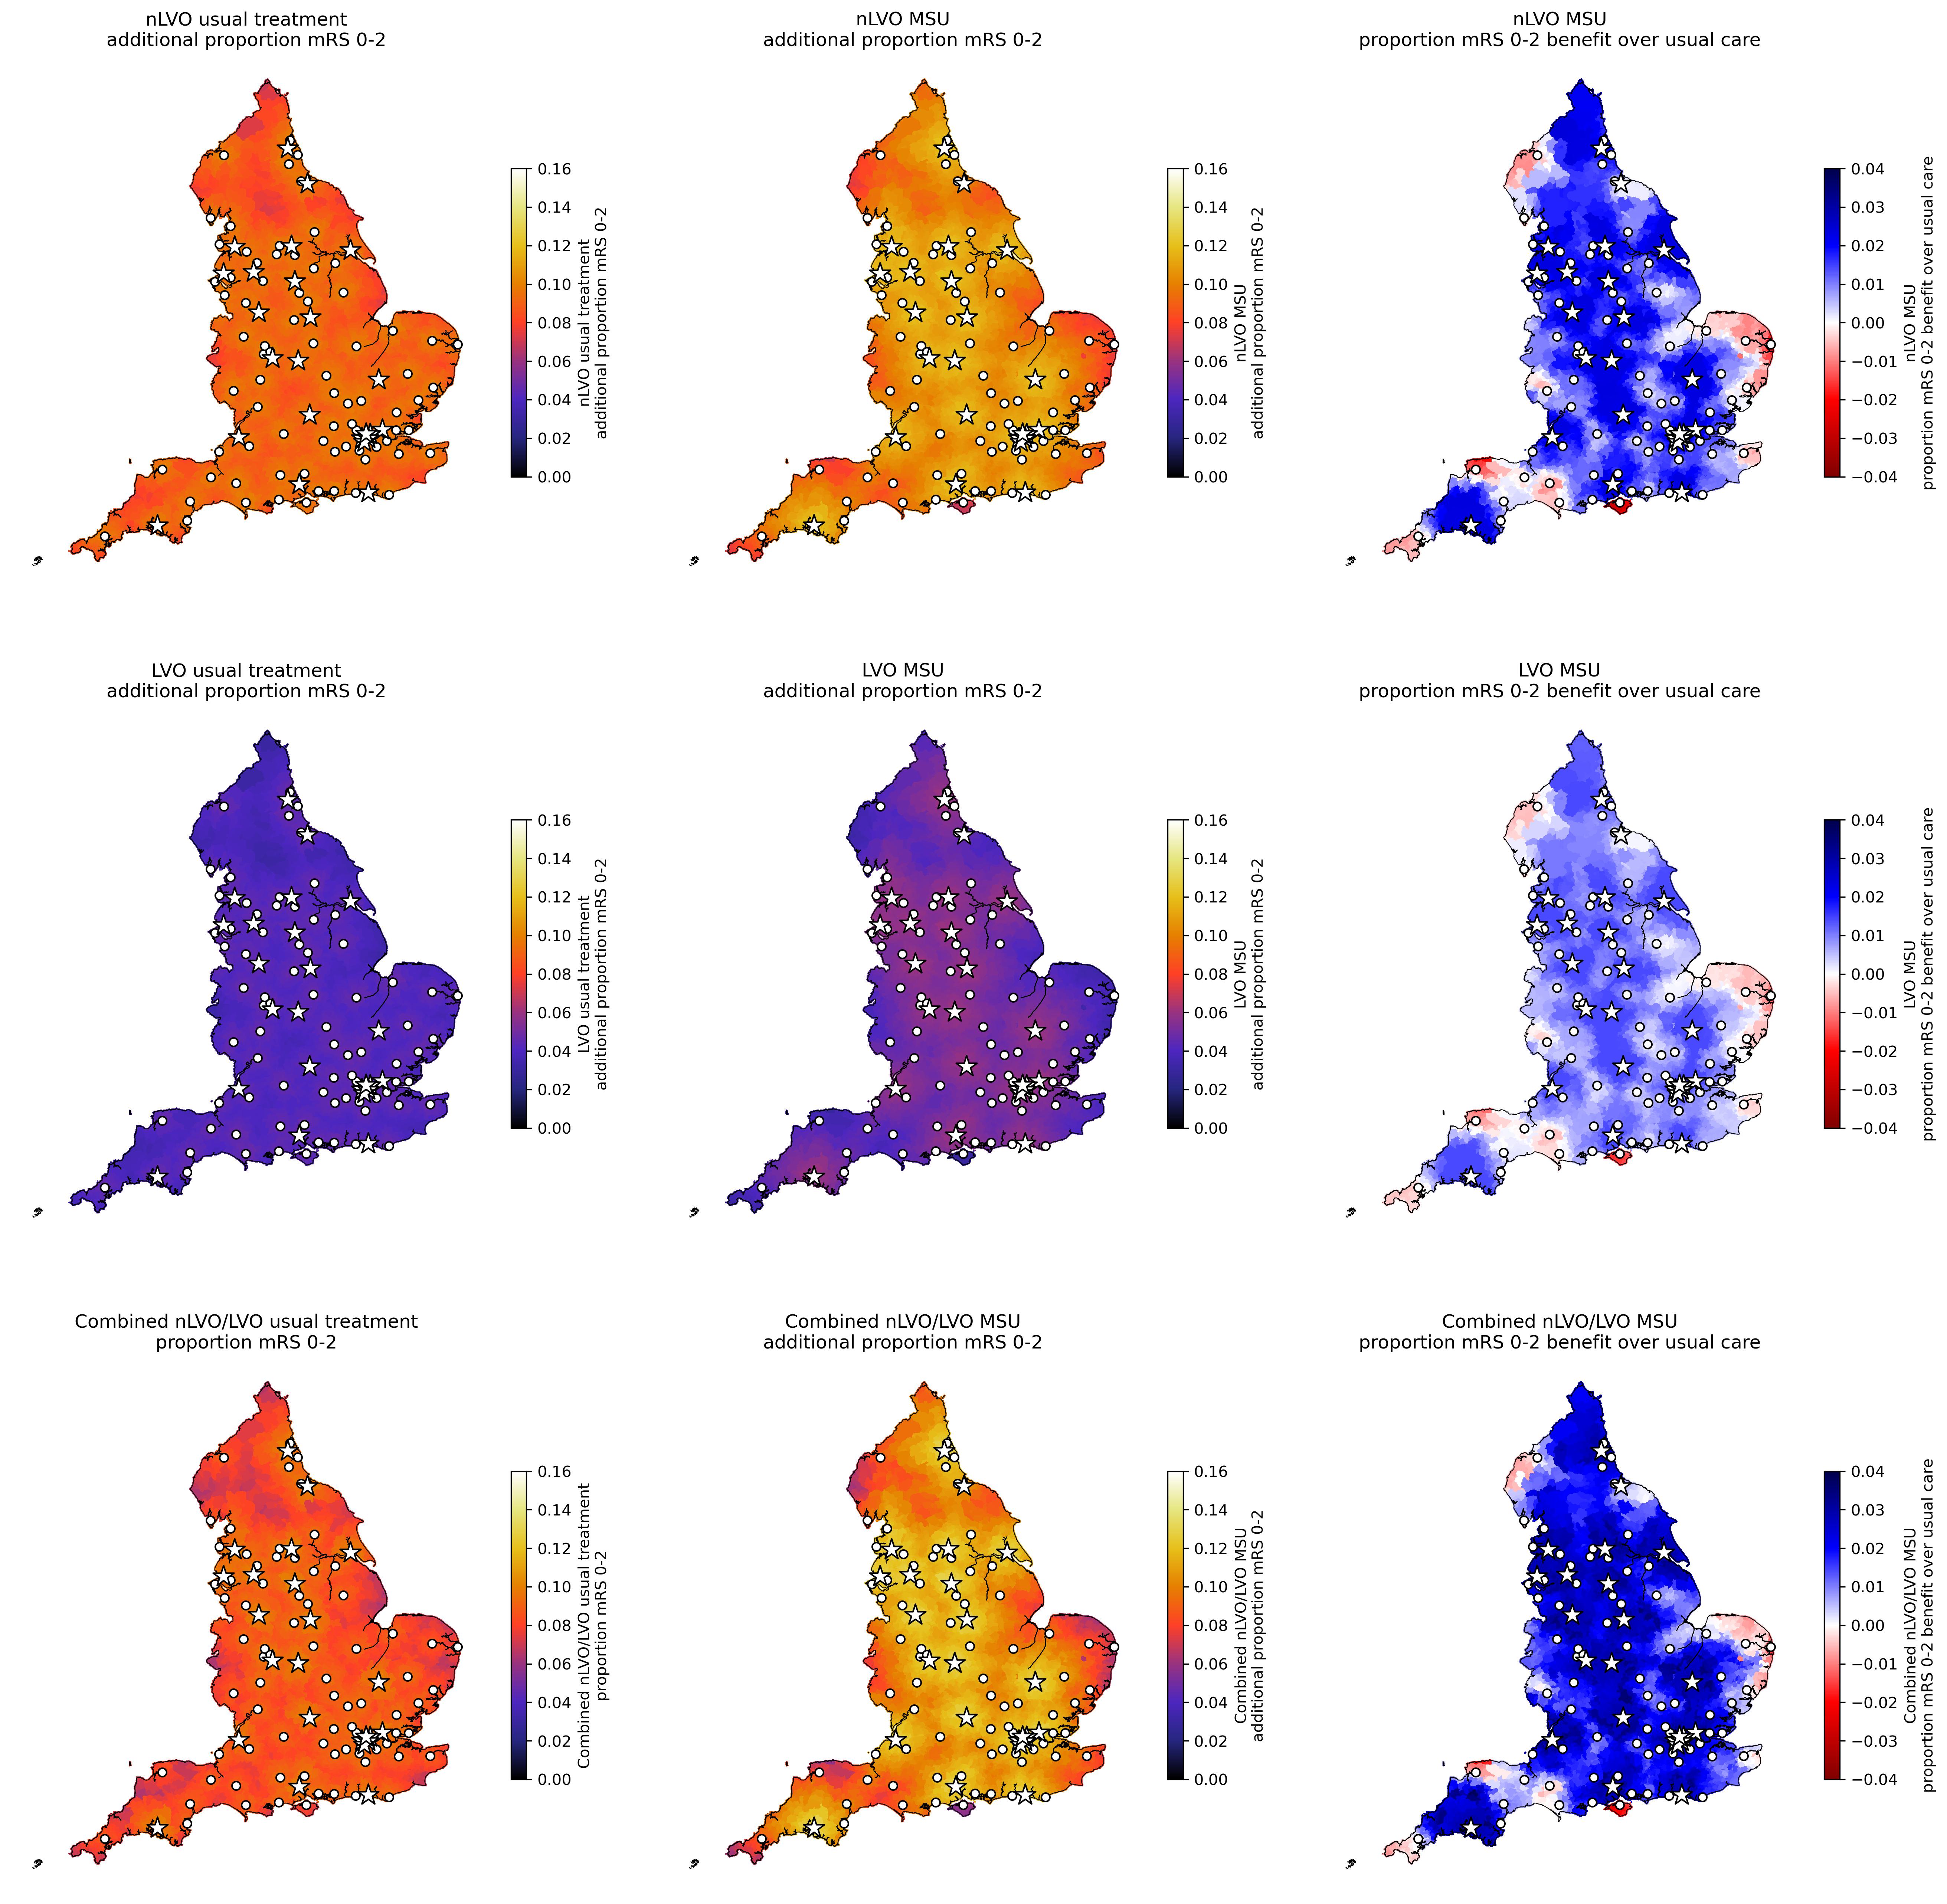 nLVO usual treatment
additional proportion mRS 0-2
nLVO MSU
additional proportion mRS 0-2
nLVO MSU
proportion mRS 0-2 benefit over usual care
0.16
0.14
0.12
0.10
0.08
0.06
0.04
0.02
0.00
nLVO usual treatment
additional proportion mRS 0-2
0.16
0.14
0.12
0.10
0.08
0.06
0.04
0.02
0.00
nLVO MSU
additional proportion mRS 0-2
0.04
0.03
0.02
0.01
0.00
−0.01
−0.02
−0.03
−0.04
nLVO MSU
proportion mRS 0-2 benefit over usual care
LVO usual treatment
additional proportion mRS 0-2
LVO MSU
additional proportion mRS 0-2
LVO MSU
proportion mRS 0-2 benefit over usual care
0.16
0.14
0.12
0.10
0.08
0.06
0.04
0.02
0.00
LVO usual treatment
additional proportion mRS 0-2
0.16
0.14
0.12
0.10
0.08
0.06
0.04
0.02
0.00
LVO MSU
additional proportion mRS 0-2
0.04
0.03
0.02
0.01
0.00
−0.01
−0.02
−0.03
−0.04
LVO MSU
proportion mRS 0-2 benefit over usual care
Combined nLVO/LVO usual treatment
proportion mRS 0-2
Combined nLVO/LVO MSU
additional proportion mRS 0-2
Combined nLVO/LVO MSU
proportion mRS 0-2 benefit over usual care
0.16
0.14
0.12
0.10
0.08
0.06
0.04
0.02
0.00
Combined nLVO/LVO usual treatment
proportion mRS 0-2
0.16
0.14
0.12
0.10
0.08
0.06
0.04
0.02
0.00
Combined nLVO/LVO MSU
additional proportion mRS 0-2
0.04
0.03
0.02
0.01
0.00
−0.01
−0.02
−0.03
−0.04
Combined nLVO/LVO MSU
proportion mRS 0-2 benefit over usual care